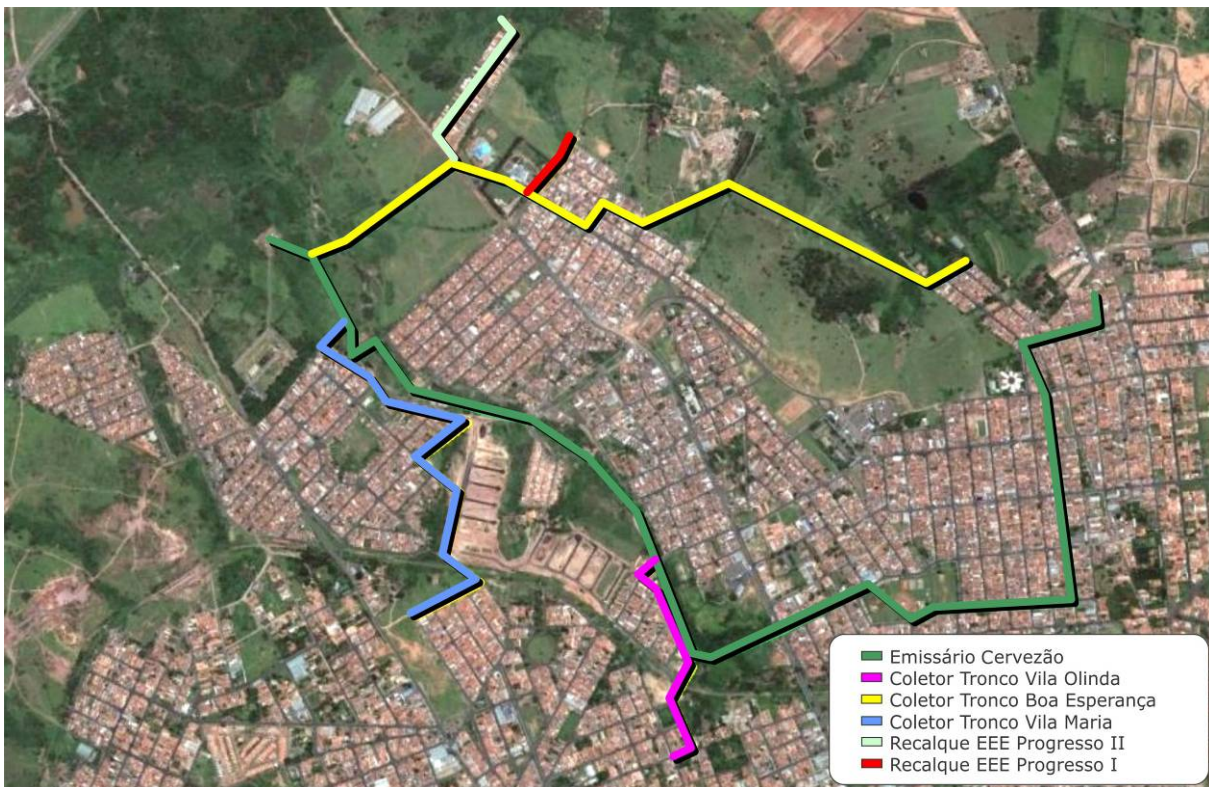 Emissário Cervezão
Coletor Tronco Vila Olinda
Coletor Tronco Boa Esperança
Coletor Tronco Vila Maria
Recalque EEE Progresso II
Recalque EEE Progresso I